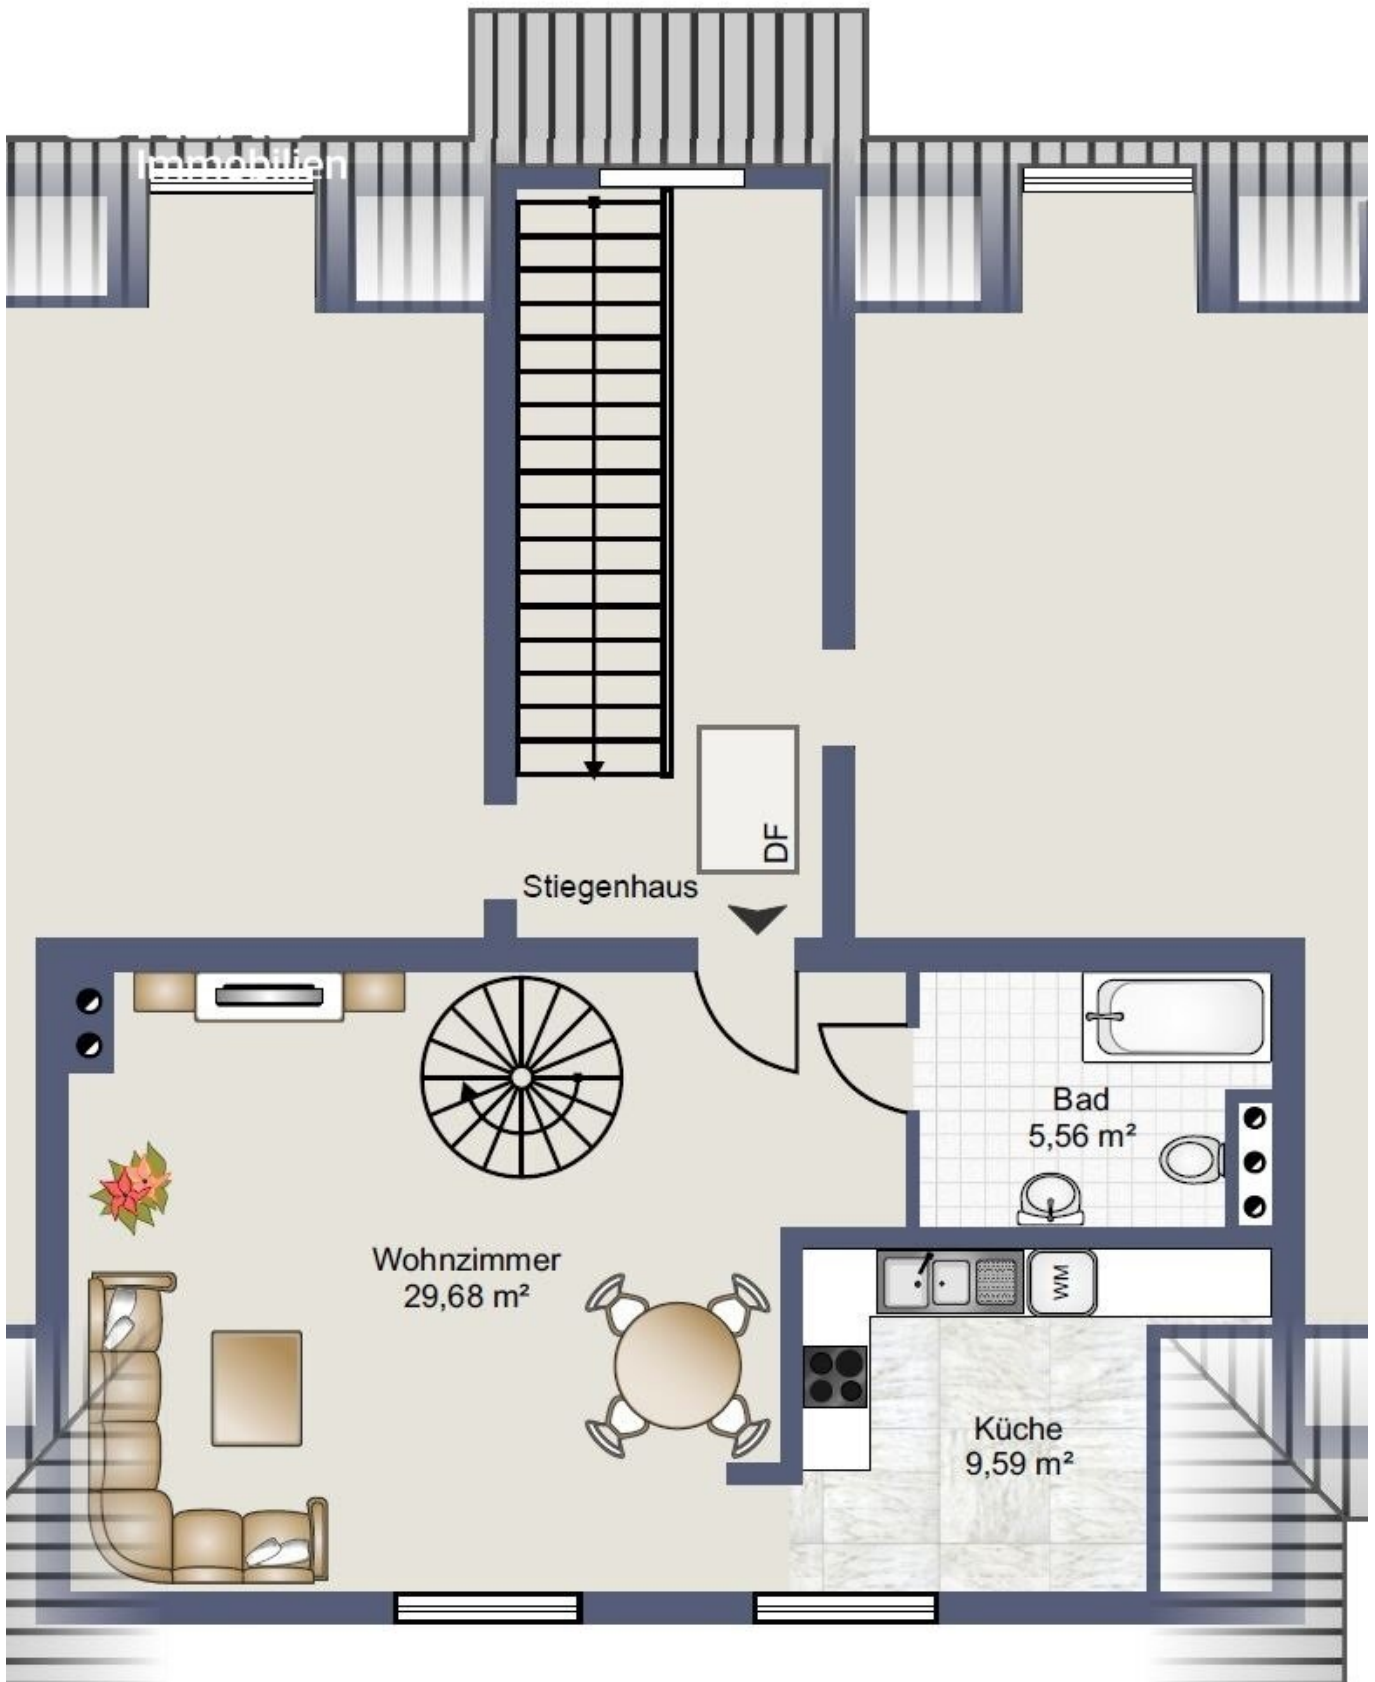 Immobilien
DF
Stiegenhaus
Bad
5,56 m²
Wohnzimmer
29,68 m²
WM
Küche
9,59 m²